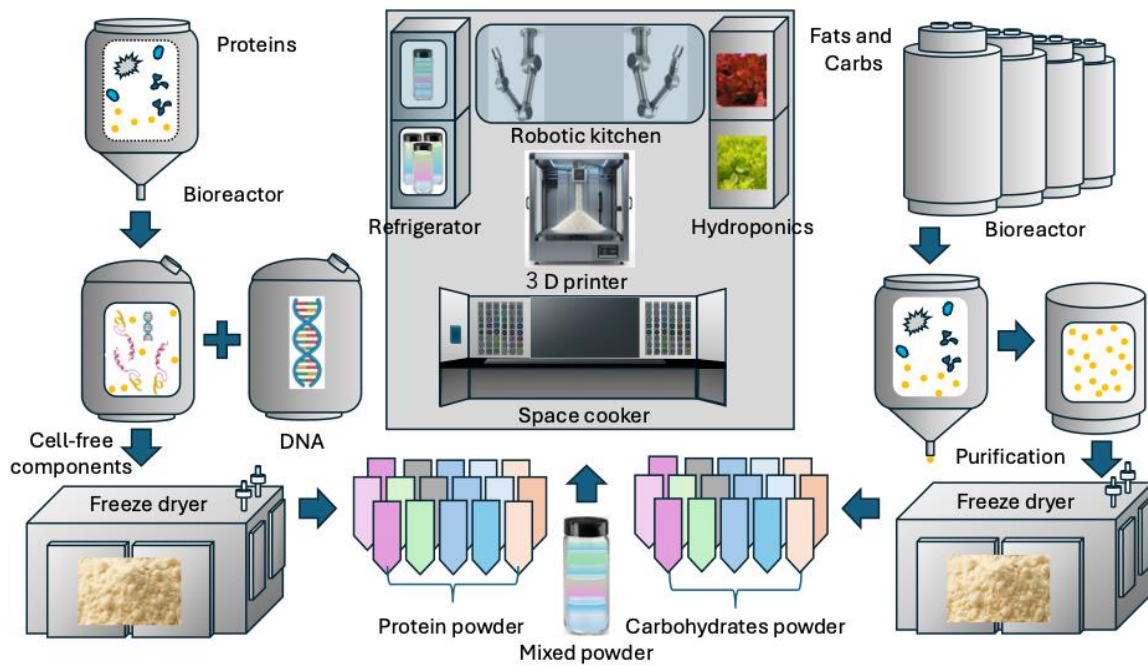 Proteins
Bioreactor
Cell-free
components
DNA
Freeze dryer
Robotic kitchen
Refrigerator
Hydroponics
3 D printer
Space cooker
Fats and
Carbs
Bioreactor
Purification
Freeze dryer
Protein powder
Mixed powder
Carbohydrates powder